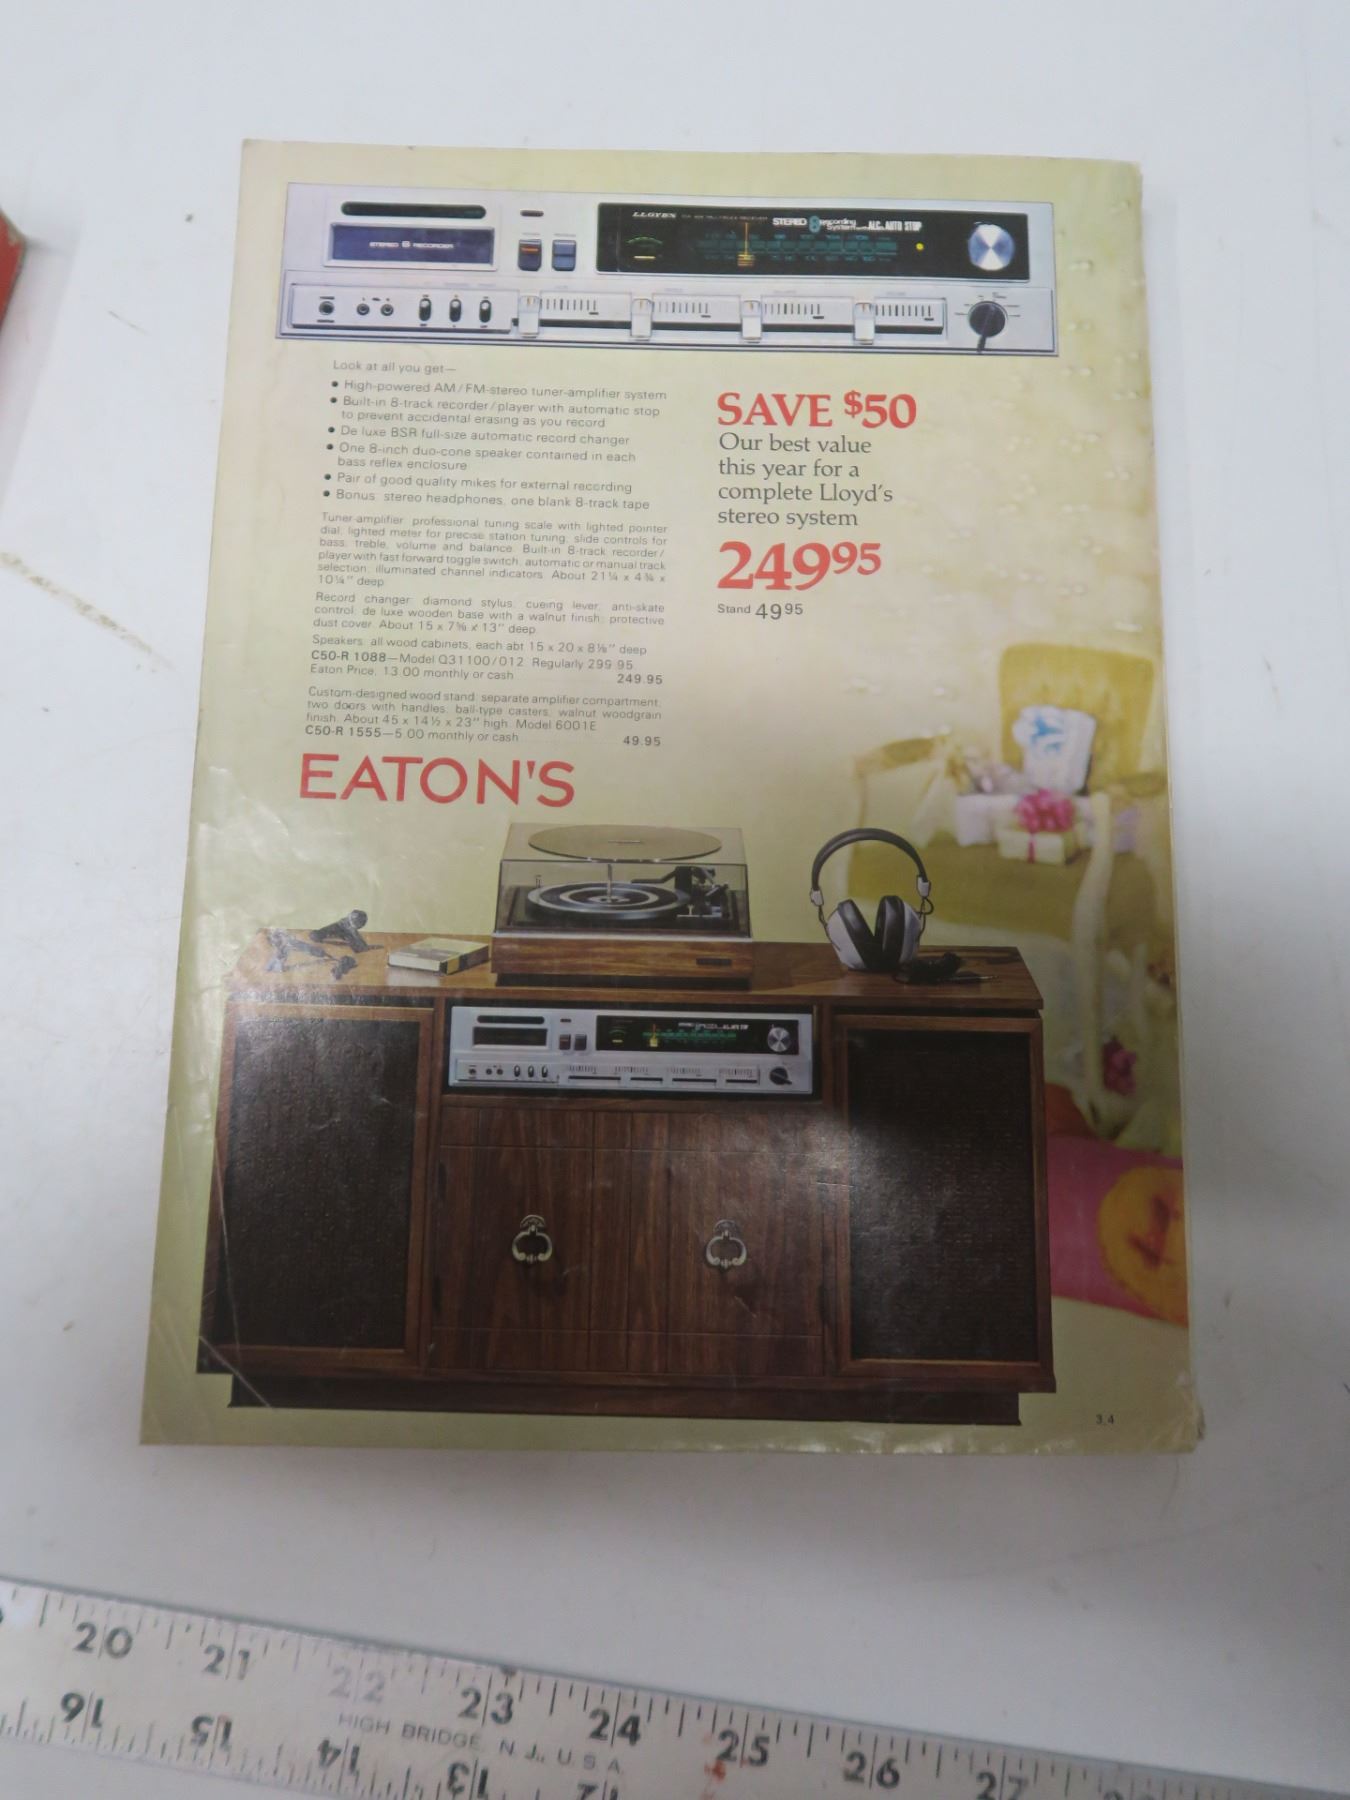 LLOYD'S
STEREO 8 Recording System with ALC & AUTO STOP
STEREO 8 RECORDER
Look at all you get—
• High-powered AM/FM-stereo tuner-amplifier system
• Built-in 8-track recorder/player with automatic stop
to prevent accidental erasing as you record
• De luxe BSR full-size automatic record changer
• One 8-inch duo-cone speaker contained in each
bass reflex enclosure
• Pair of good quality mikes for external recording
• Bonus: stereo headphones, one blank 8-track tape
Tuner-amplifier: professional tuning scale with lighted pointer
dial; lighted meter for precise station tuning; slide controls for
bass, treble, volume and balance. Built-in 8-track recorder/
player with fast forward toggle switch, automatic or manual track
selection; illuminated channel indicators. About 21¼ x 4¾ x
10¼" deep.
Record changer: diamond stylus; cueing lever; anti-skate
control; de luxe wooden base with a walnut finish; protective
dust cover. About 15 x 7⅝ x 13" deep.
Speakers: all wood cabinets, each abt 15 x 20 x 8⅛" deep
C50-R 1088—Model Q31100/012. Regularly 299.95.
Eaton Price, 13.00 monthly or cash 249.95
Custom-designed wood stand; separate amplifier compartment;
two doors with handles; ball-type casters; walnut woodgrain
finish. About 45 x 14½ x 23" high. Model 6001E
C50-R 1555—5.00 monthly or cash 49.95
SAVE $50
Our best value
this year for a
complete Lloyd's
stereo system
249 95
Stand 49 95
EATON'S
3 4
20 21 22 23 24 25 26 27
16 15 14 13 12
HIGH BRIDGE, N.J., U.S.A.